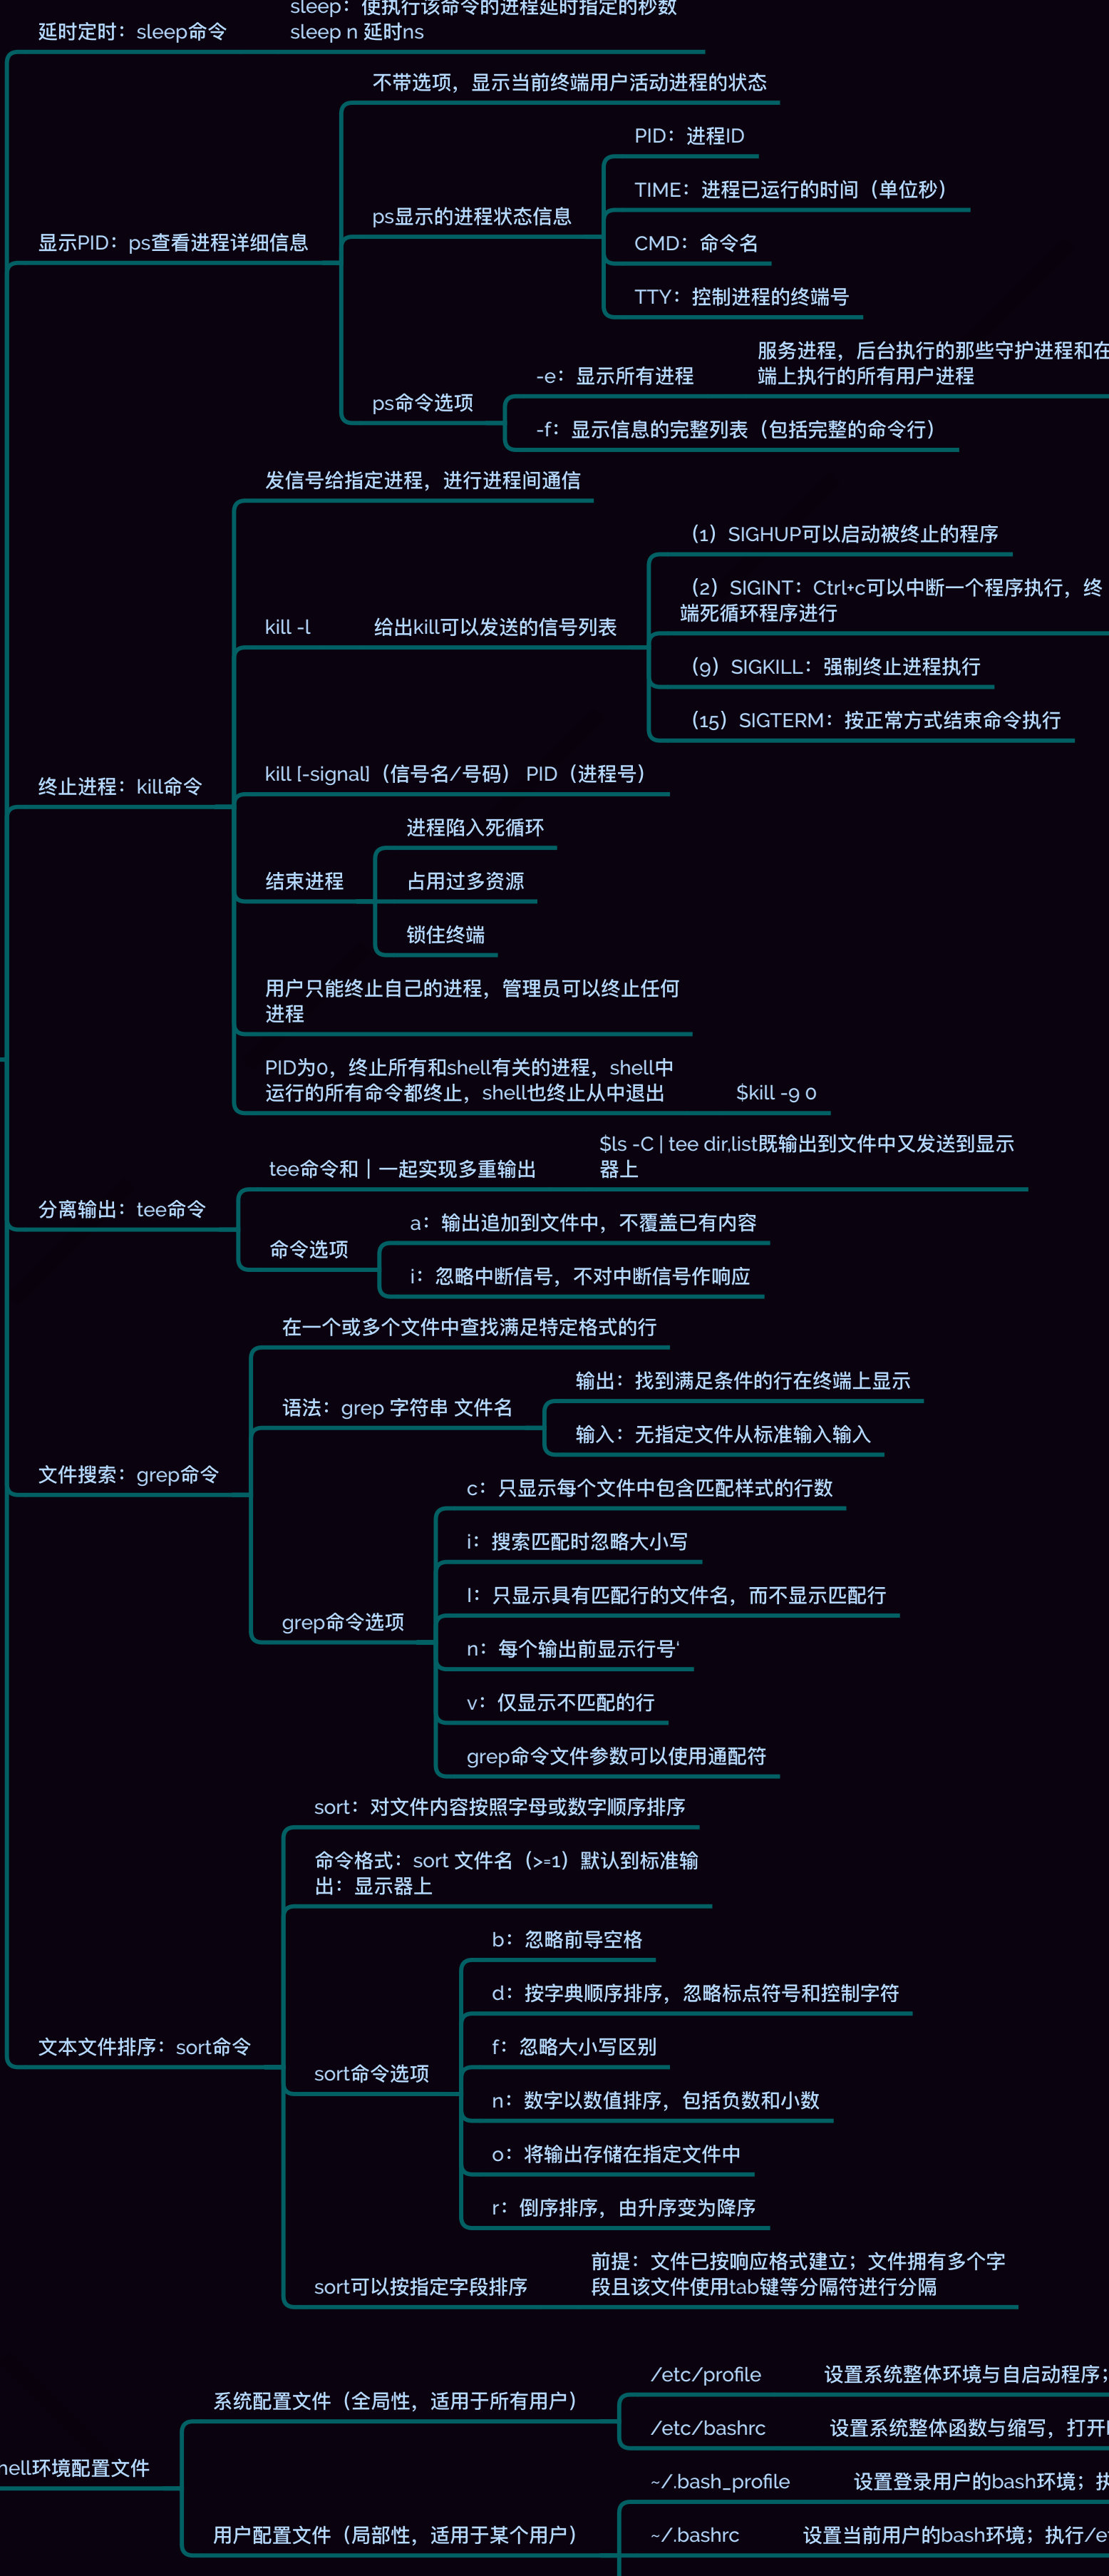 sleep：使执行该命令的进程延时指定的秒数
延时定时：sleep命令
sleep n 延时ns
不带选项，显示当前终端用户活动进程的状态
PID：进程ID
TIME：进程已运行的时间（单位秒）
ps显示的进程状态信息
显示PID：ps查看进程详细信息
CMD：命令名
TTY：控制进程的终端号
服务进程，后台执行的那些守护进程和在
-e：显示所有进程
端上执行的所有用户进程
ps命令选项
-f：显示信息的完整列表（包括完整的命令行）
发信号给指定进程，进行进程间通信
（1）SIGHUP可以启动被终止的程序
（2）SIGINT：Ctrl+c可以中断一个程序执行，终
端死循环程序进行
kill -l
给出kill可以发送的信号列表
（9）SIGKILL：强制终止进程执行
（15）SIGTERM：按正常方式结束命令执行
kill [-signal]（信号名/号码） PID（进程号）
终止进程：kill命令
进程陷入死循环
结束进程
占用过多资源
锁住终端
用户只能终止自己的进程，管理员可以终止任何
进程
PID为0，终止所有和shell有关的进程，shell中
运行的所有命令都终止，shell也终止从中退出
$kill -9 0
$ls -C | tee dir,list既输出到文件中又发送到显示
器上
tee命令和｜一起实现多重输出
分离输出：tee命令
a：输出追加到文件中，不覆盖已有内容
命令选项
i：忽略中断信号，不对中断信号作响应
在一个或多个文件中查找满足特定格式的行
输出：找到满足条件的行在终端上显示
语法：grep 字符串 文件名
输入：无指定文件从标准输入输入
文件搜索：grep命令
c：只显示每个文件中包含匹配样式的行数
i：搜索匹配时忽略大小写
l：只显示具有匹配行的文件名，而不显示匹配行
grep命令选项
n：每个输出前显示行号‘
v：仅显示不匹配的行
grep命令文件参数可以使用通配符
sort：对文件内容按照字母或数字顺序排序
命令格式：sort 文件名（>=1）默认到标准输
出：显示器上
b：忽略前导空格
d：按字典顺序排序，忽略标点符号和控制字符
文本文件排序：sort命令
f：忽略大小写区别
sort命令选项
n：数字以数值排序，包括负数和小数
o：将输出存储在指定文件中
r：倒序排序，由升序变为降序
前提：文件已按响应格式建立；文件拥有多个字
段且该文件使用tab键等分隔符进行分隔
sort可以按指定字段排序
/etc/profile
设置系统整体环境与自启动程序；
系统配置文件（全局性，适用于所有用户）
/etc/bashrc
设置系统整体函数与缩写，打开
hell环境配置文件
~/.bash_profile
设置登录用户的bash环境；执
用户配置文件（局部性，适用于某个用户）
~/.bashrc
设置当前用户的bash环境；执行/e